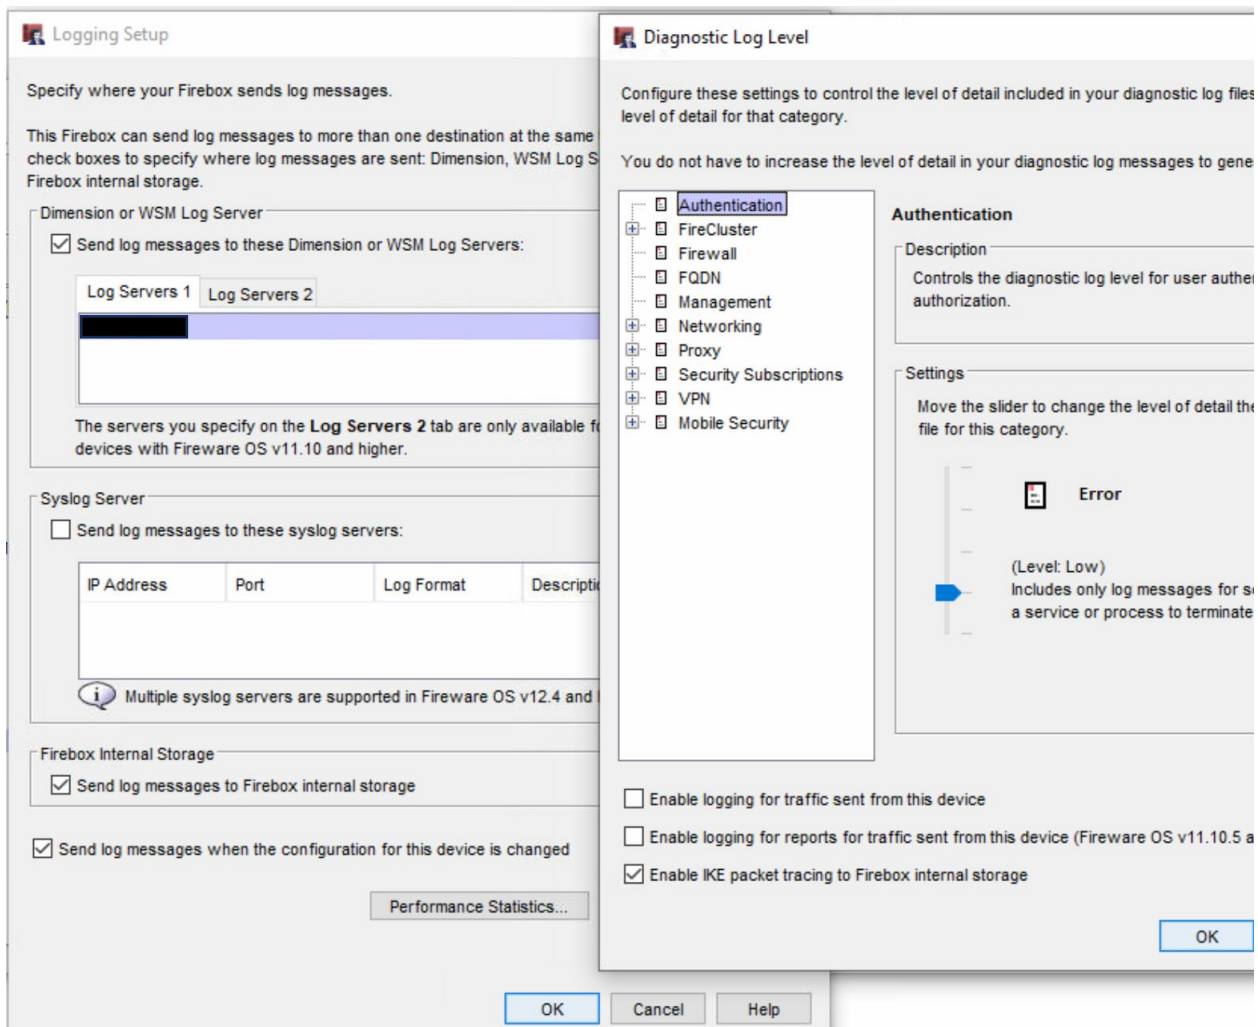 Logging Setup
Specify where your Firebox sends log messages.
This Firebox can send log messages to more than one destination at the same
check boxes to specify where log messages are sent: Dimension, WSM Log S
Firebox internal storage.
Dimension or WSM Log Server
Send log messages to these Dimension or WSM Log Servers:
Log Servers 1 Log Servers 2
The servers you specify on the Log Servers 2 tab are only available fo
devices with Fireware OS v11.10 and higher.
Syslog Server
Send log messages to these syslog servers:
IP Address Port Log Format Descriptio
Multiple syslog servers are supported in Fireware OS v12.4 and
Firebox Internal Storage
Send log messages to Firebox internal storage
Send log messages when the configuration for this device is changed
Performance Statistics...
OK Cancel Help
Diagnostic Log Level
Configure these settings to control the level of detail included in your diagnostic log files
level of detail for that category.
You do not have to increase the level of detail in your diagnostic log messages to gene
Authentication
FireCluster
Firewall
FQDN
Management
Networking
Proxy
Security Subscriptions
VPN
Mobile Security
Authentication
Description
Controls the diagnostic log level for user authe
authorization.
Settings
Move the slider to change the level of detail the
file for this category.
Error
(Level: Low)
Includes only log messages for s
a service or process to terminate
Enable logging for traffic sent from this device
Enable logging for reports for traffic sent from this device (Fireware OS v11.10.5 a
Enable IKE packet tracing to Firebox internal storage
OK